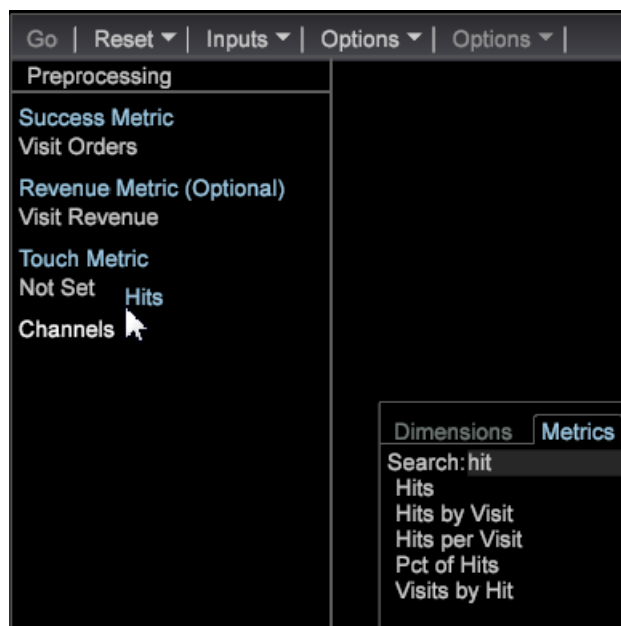 Go | Reset ▼ | Inputs ▼ | Options ▼ | Options ▼ |
Preprocessing
Success Metric
Visit Orders
Revenue Metric (Optional)
Visit Revenue
Touch Metric
Not Set
Hits
Channels
Dimensions Metrics
Search: hit
Hits
Hits by Visit
Hits per Visit
Pct of Hits
Visits by Hit